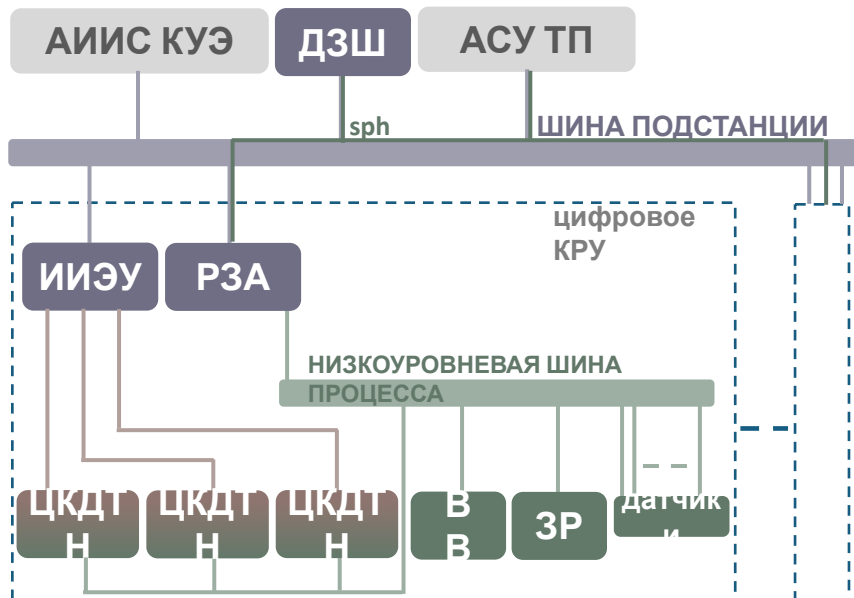 АИИС КУЭ
ДЗШ
АСУ ТП
sph
ШИНА ПОДСТАНЦИИ
цифровое
КРУ
ИИЭУ
РЗА
НИЗКОУРОВНЕВАЯ ШИНА
ПРОЦЕССА
ЦКДТ
Н
ЦКДТ
Н
ЦКДТ
Н
В
В
ЗР
датчик
и